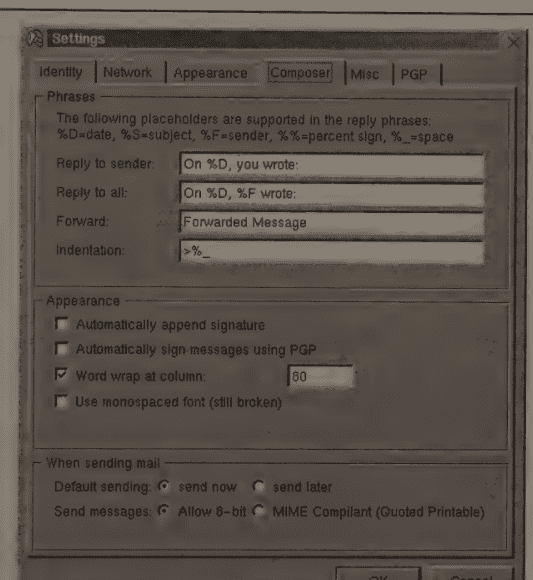 Settings
Identity Network Appearance Composer Misc PGP
Phrases
The following placeholders are supported in the reply phrases:
%D=date, %S=subject, %F=sender, %%=percent sign, %_=space
Reply to sender: On %D, you wrote:
Reply to all: On %D, %F wrote:
Forward: Forwarded Message
Indentation: >%_
Appearance
Automatically append signature
Automatically sign messages using PGP
Word wrap at column: 80
Use monospaced font (still broken)
When sending mail
Default sending: send now send later
Send messages: Allow 8-bit MIME Compilant (Quoted Printable)
OK